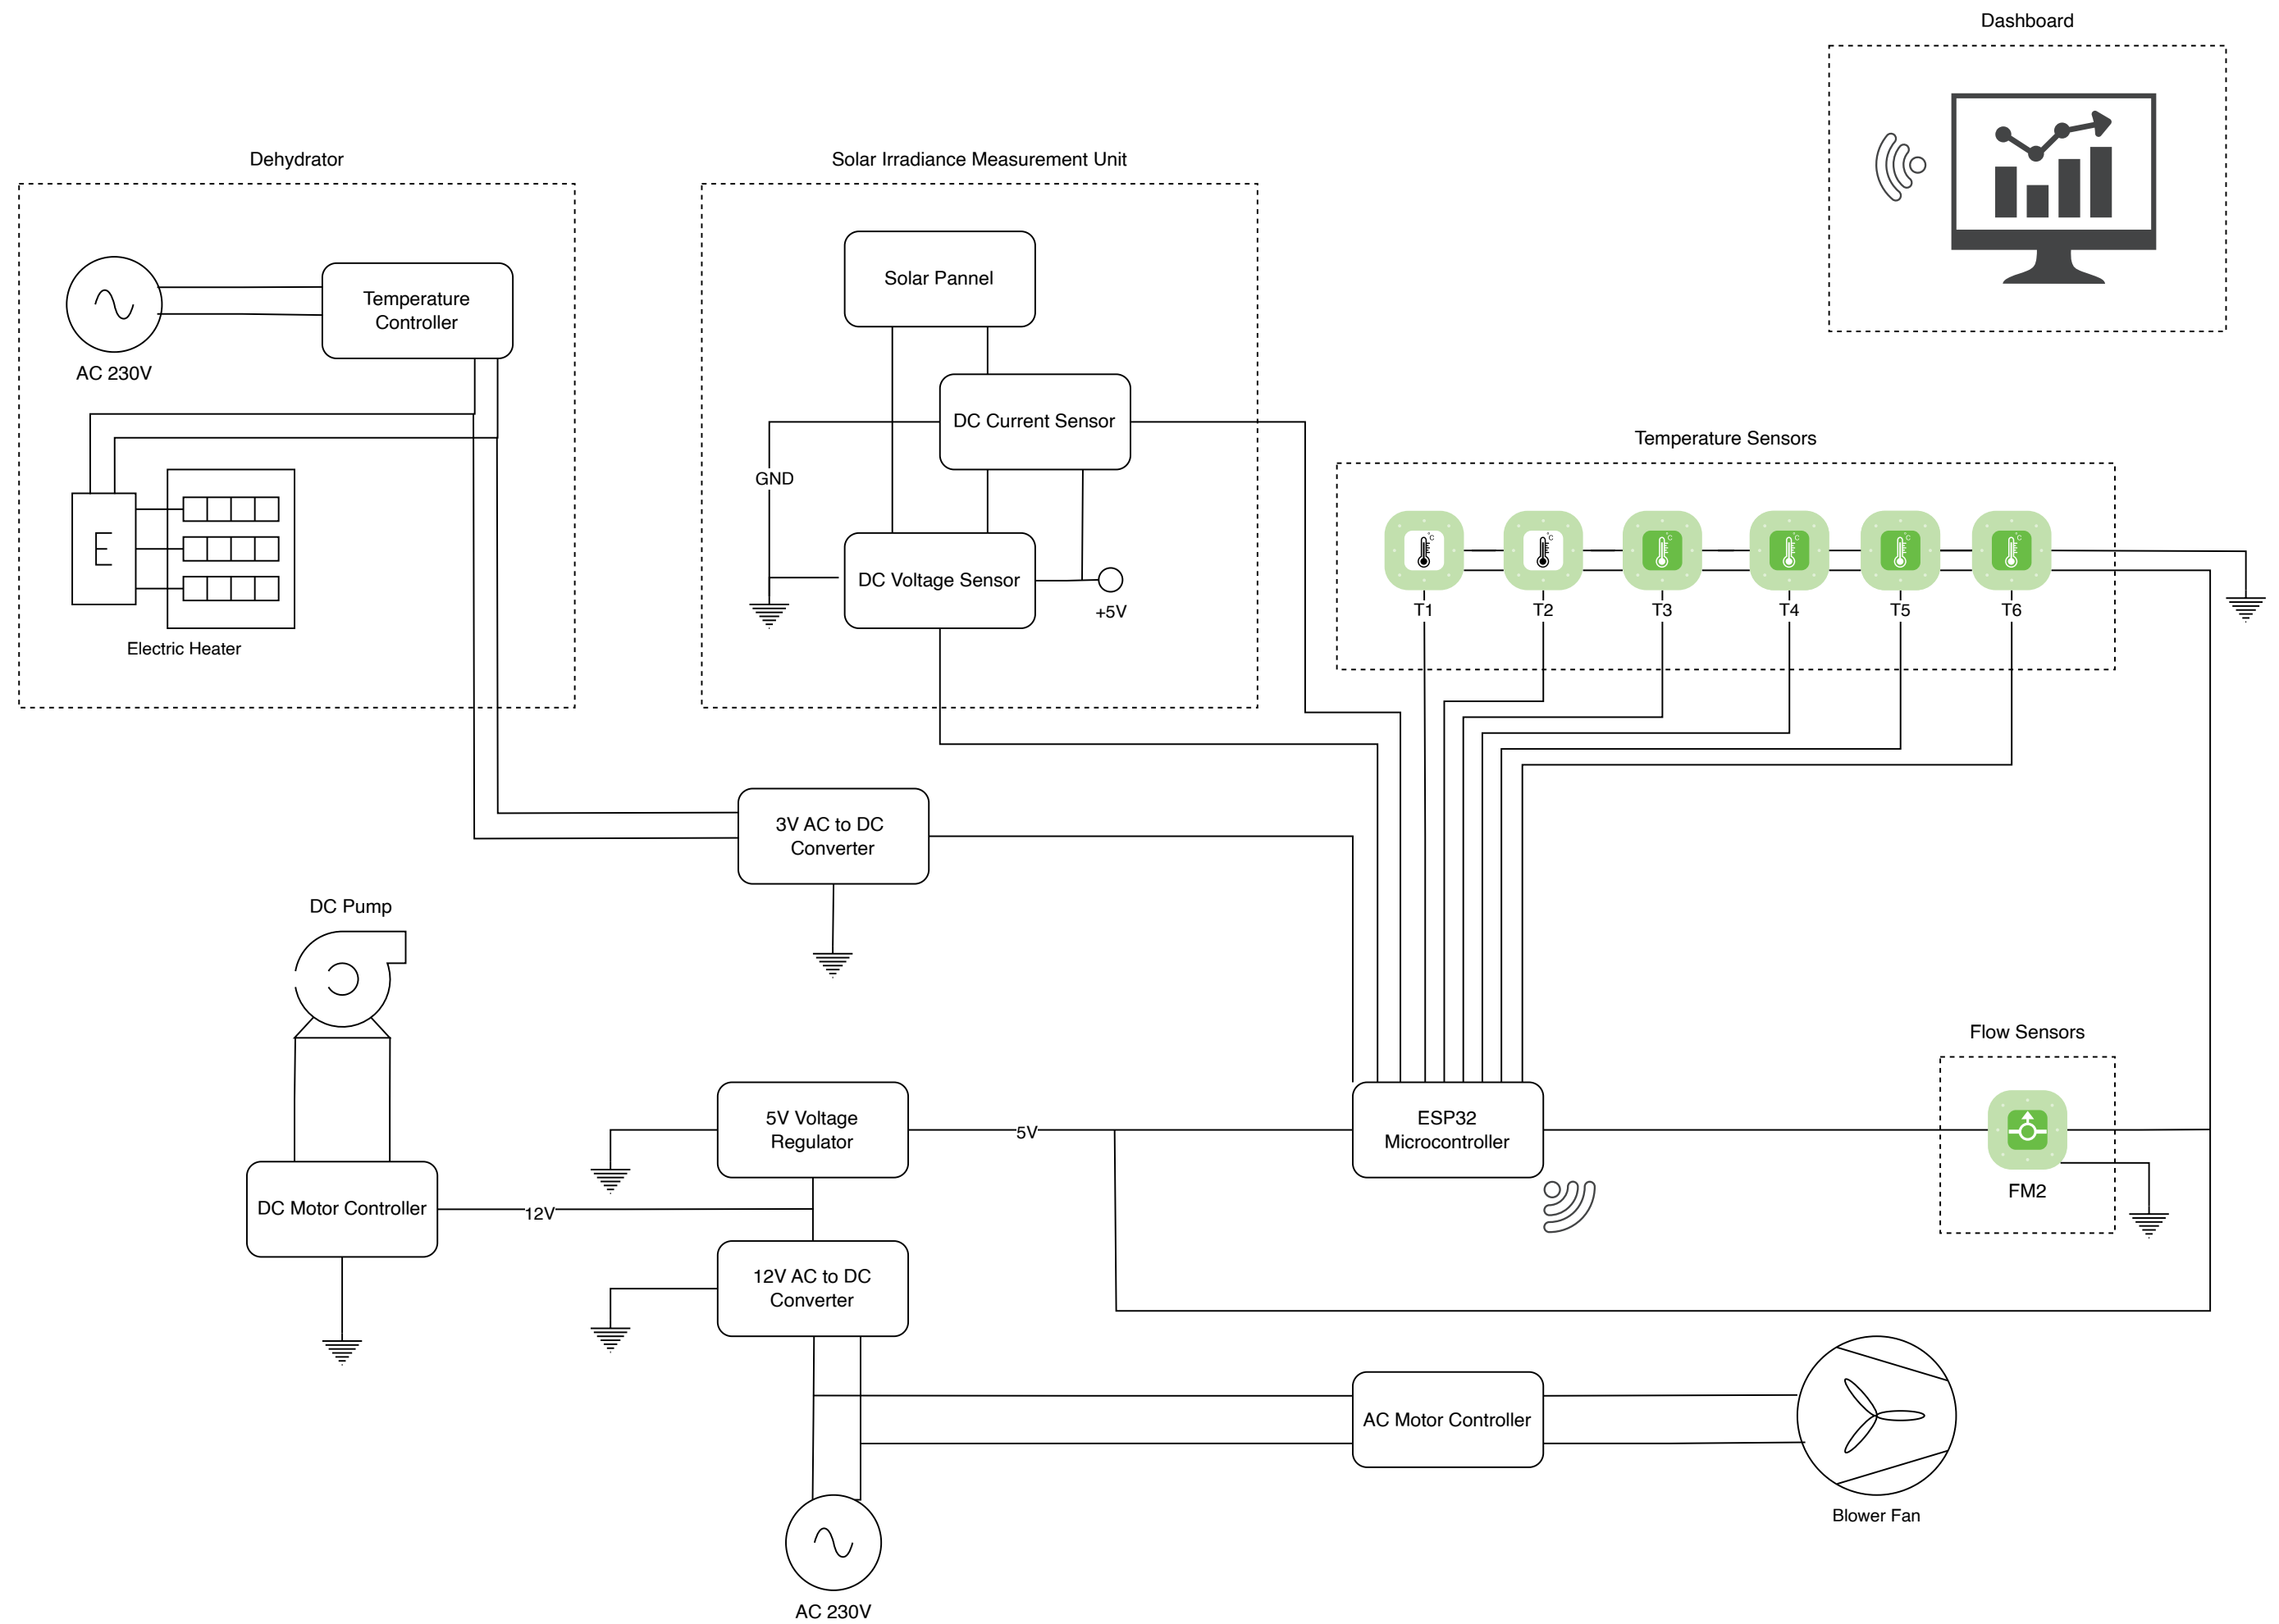 Dashboard
Dehydrator
Solar Irradiance Measurement Unit
Temperature
Controller
AC 230V
E
Electric Heater
Solar Pannel
DC Current Sensor
GND
DC Voltage Sensor
+5V
Temperature Sensors
°C
°C
°C
°C
°C
°C
T1
T2
T3
T4
T5
T6
3V AC to DC
Converter
DC Pump
DC Motor Controller
12V
5V Voltage
Regulator
5V
12V AC to DC
Converter
ESP32
Microcontroller
Flow Sensors
FM2
AC Motor Controller
Blower Fan
AC 230V